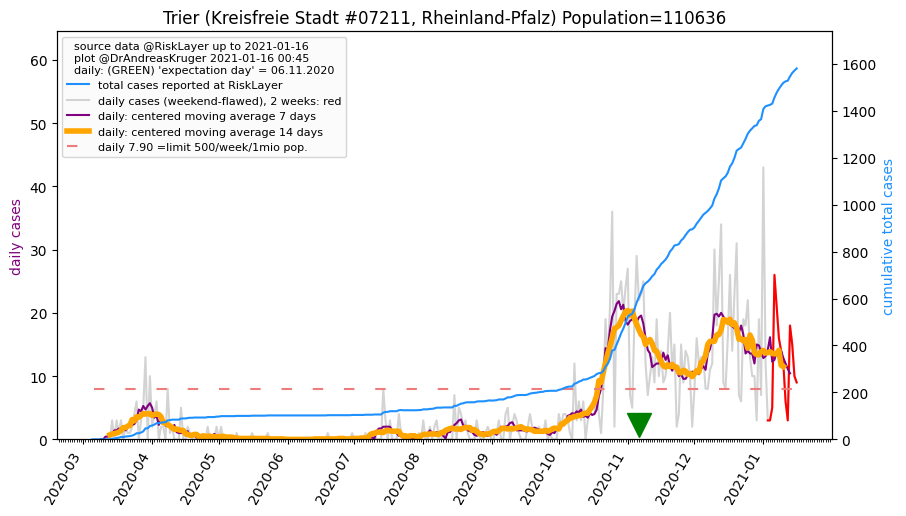 Trier (Kreisfreie Stadt #07211, Rheinland-Pfalz) Population=110636
source data @RiskLayer up to 2021-01-16
plot @DrAndreasKruger 2021-01-16 00:45
daily: (GREEN) 'expectation day' = 06.11.2020
total cases reported at RiskLayer
daily cases (weekend-flawed), 2 weeks: red
daily: centered moving average 7 days
daily: centered moving average 14 days
daily 7.90 =limit 500/week/1mio pop.
daily cases
60
50
40
30
20
10
0
cumulative total cases
1600
1400
1200
1000
800
600
400
200
0
2020-03
2020-04
2020-05
2020-06
2020-07
2020-08
2020-09
2020-10
2020-11
2020-12
2021-01